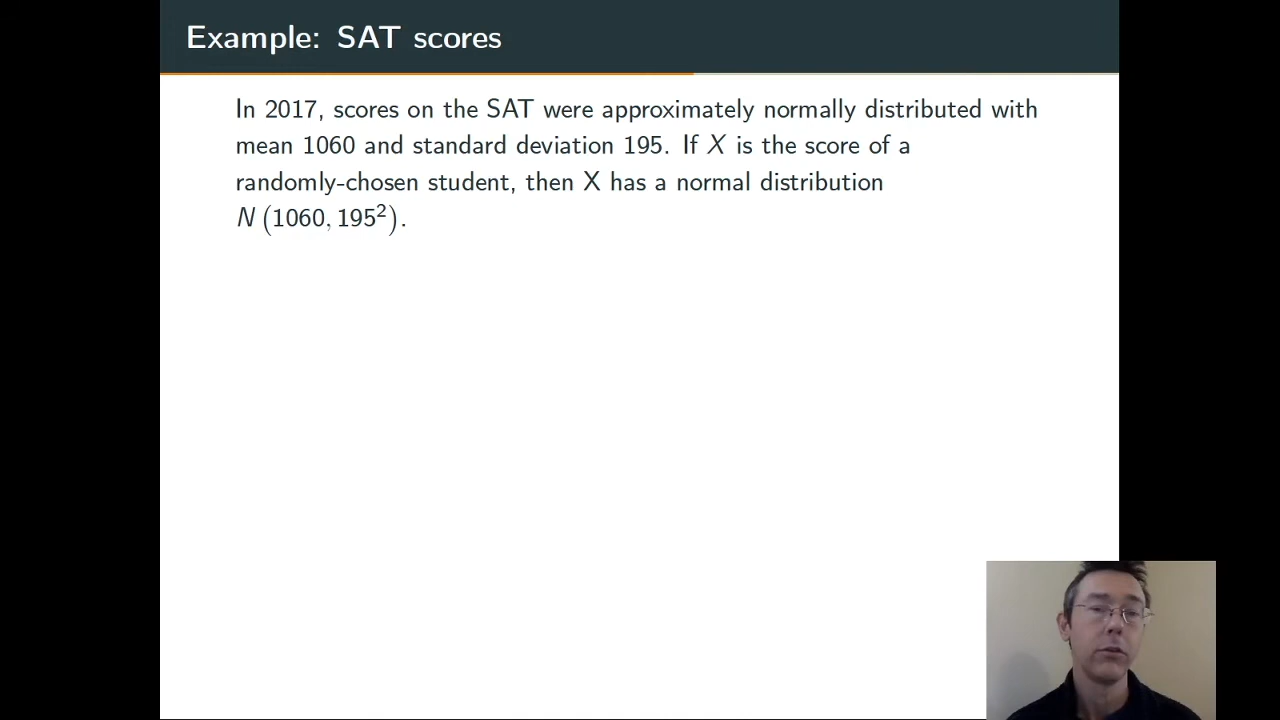 Example: SAT scores
In 2017, scores on the SAT were approximately normally distributed with
mean 1060 and standard deviation 195. If X is the score of a
randomly-chosen student, then X has a normal distribution
N (1060, 195²).